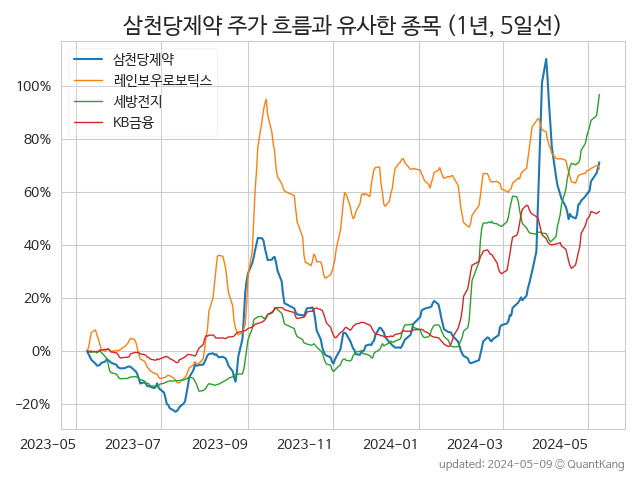 삼천당제약 주가 흐름과 유사한 종목 (1년, 5일선)
삼천당제약
레인보우로보틱스
세방전지
KB금융
100%
80%
60%
40%
20%
0%
−20%
2023-05 2023-07 2023-09 2023-11 2024-01 2024-03 2024-05
updated: 2024-05-09 © QuantKang